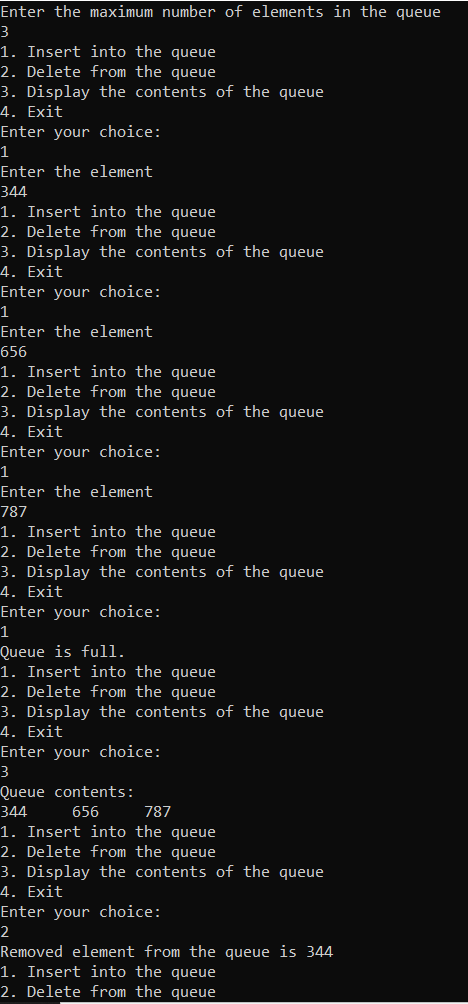 Enter the maximum number of elements in the queue
3
1. Insert into the queue
2. Delete from the queue
3. Display the contents of the queue
4. Exit
Enter your choice:
1
Enter the element
344
1. Insert into the queue
2. Delete from the queue
3. Display the contents of the queue
4. Exit
Enter your choice:
1
Enter the element
656
1. Insert into the queue
2. Delete from the queue
3. Display the contents of the queue
4. Exit
Enter your choice:
1
Enter the element
787
1. Insert into the queue
2. Delete from the queue
3. Display the contents of the queue
4. Exit
Enter your choice:
1
Queue is full.
1. Insert into the queue
2. Delete from the queue
3. Display the contents of the queue
4. Exit
Enter your choice:
3
Queue contents:
344     656     787
1. Insert into the queue
2. Delete from the queue
3. Display the contents of the queue
4. Exit
Enter your choice:
2
Removed element from the queue is 344
1. Insert into the queue
2. Delete from the queue